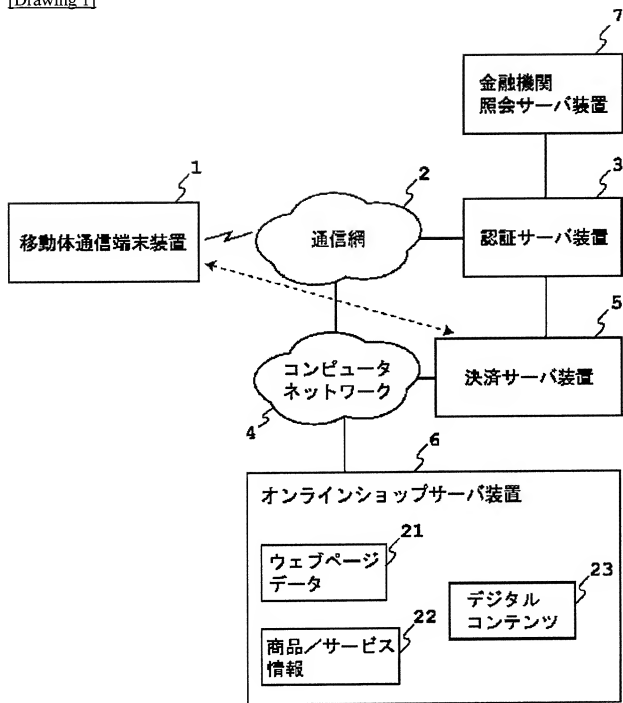 [Drawing 1]
7
金融機関
照会サーバ装置
1
2
3
移動体通信端末装置
通信網
認証サーバ装置
5
コンピュータ
ネットワーク
決済サーバ装置
4
6
オンラインショップサーバ装置
21
ウェブページ
データ
23
デジタル
コンテンツ
22
商品／サービス
情報